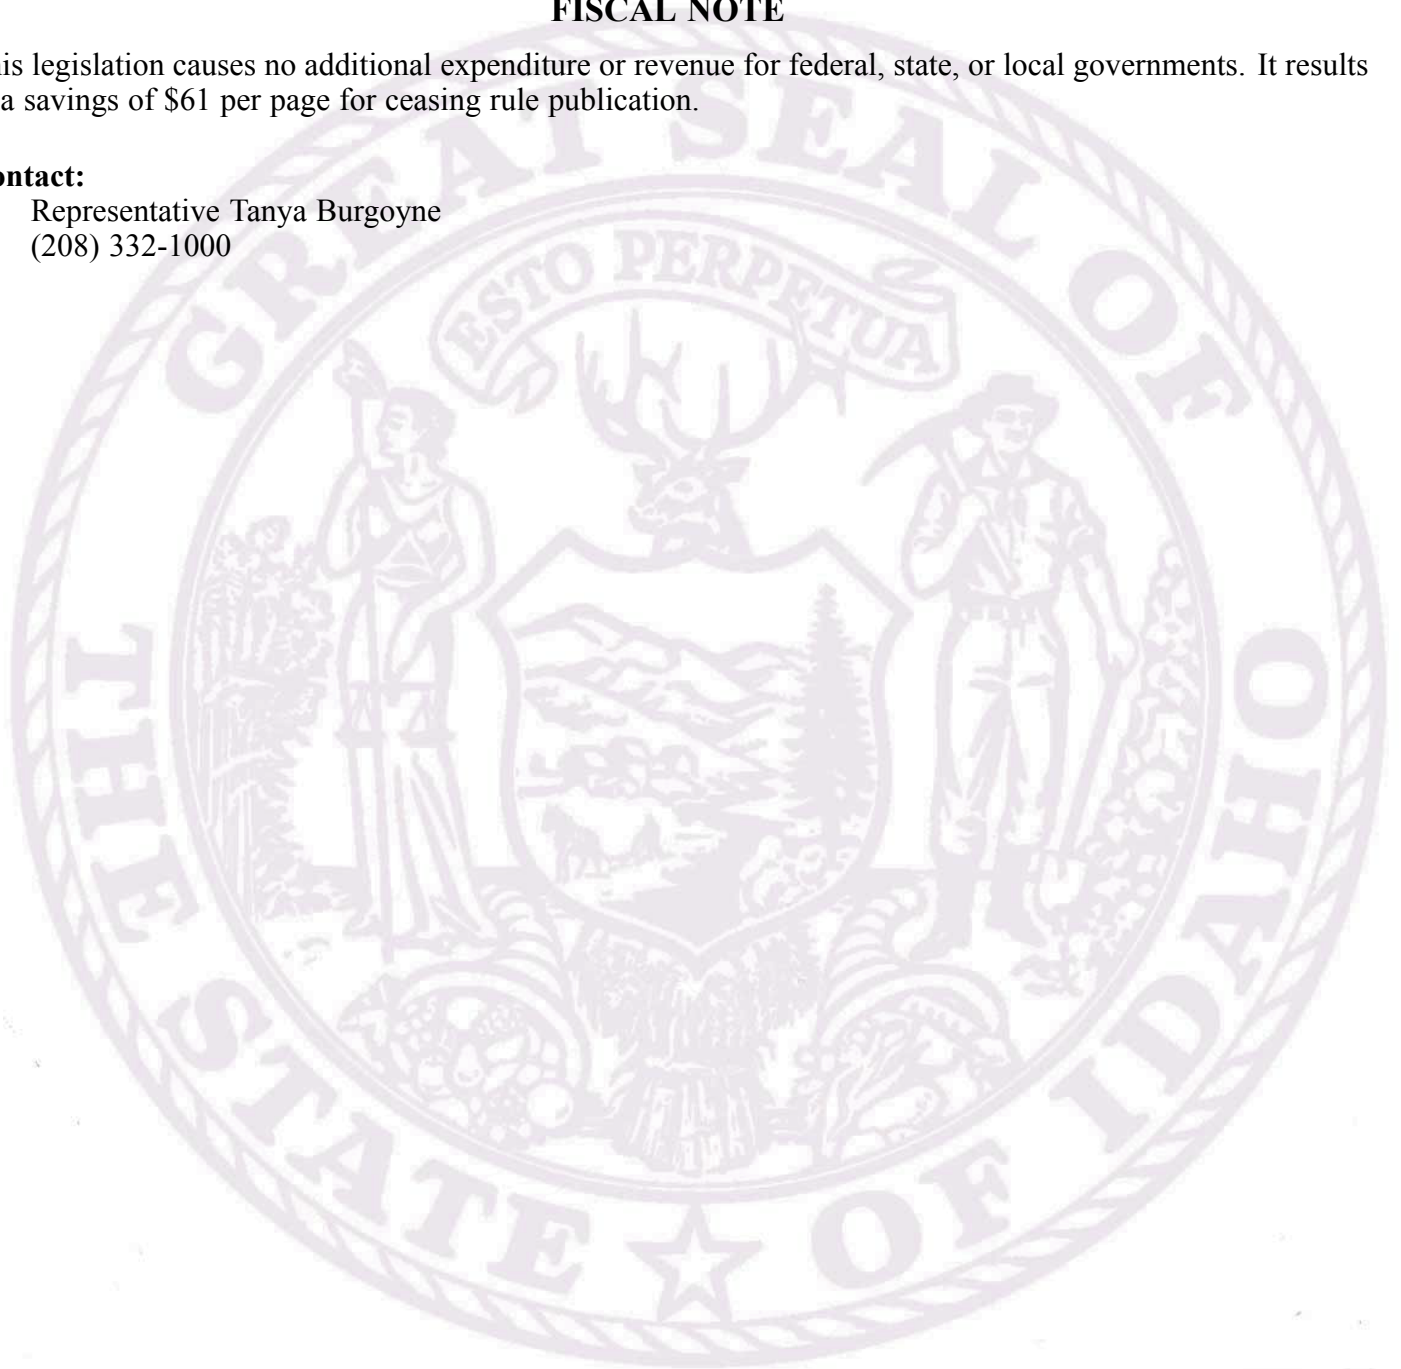 FISCAL NOTE
his legislation causes no additional expenditure or revenue for federal, state, or local governments. It results
a savings of $61 per page for ceasing rule publication.
ontact:
Representative Tanya Burgoyne
(208) 332-1000
GREAT SEAL OF
ESTO PERPETUA
THE STATE OF IDAHO